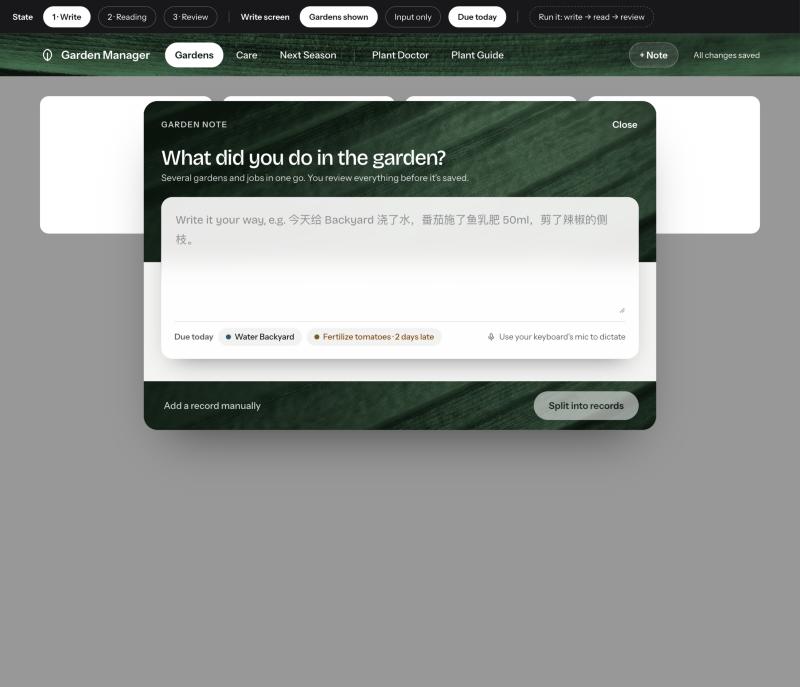 State 1 · Write 2 · Reading 3 · Review Write screen Gardens shown Input only Due today Run it: write → read → review
Garden Manager Gardens Care Next Season Plant Doctor Plant Guide + Note All changes saved
GARDEN NOTE Close
What did you do in the garden?
Several gardens and jobs in one go. You review everything before it's saved.
Write it your way, e.g. 今天给 Backyard 浇了水，番茄施了鱼乳肥 50ml，剪了辣椒的侧
枝。
Due today Water Backyard Fertilize tomatoes · 2 days late Use your keyboard's mic to dictate
Add a record manually Split into records